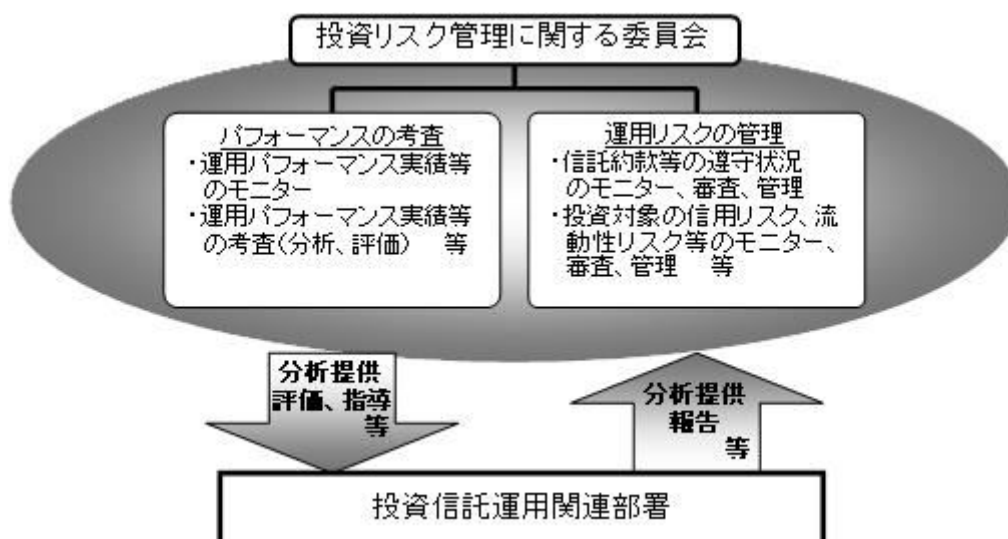 投資リスク管理に関する委員会
パフォーマンスの考査
・運用パフォーマンス実績等
のモニター
・運用パフォーマンス実績等
の考査(分析、評価) 等
運用リスクの管理
・信託約款等の遵守状況
のモニター、審査、管理
・投資対象の信用リスク、流
動性リスク等のモニター、
審査、管理 等
分析提供
評価、指導
等
分析提供
報告
等
投資信託運用関連部署